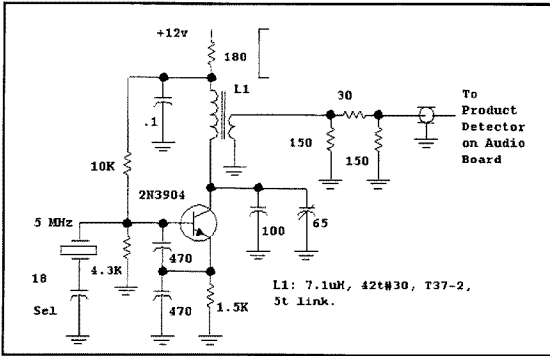 +12v
180
L1
30
To
Product
Detector
on Audio
Board
.1
150
150
10K
2N3904
5 MHz
100
65
470
18
4.3K
Sel
470
1.5K
L1: 7.1uH, 42t#30, T37-2,
5t link.